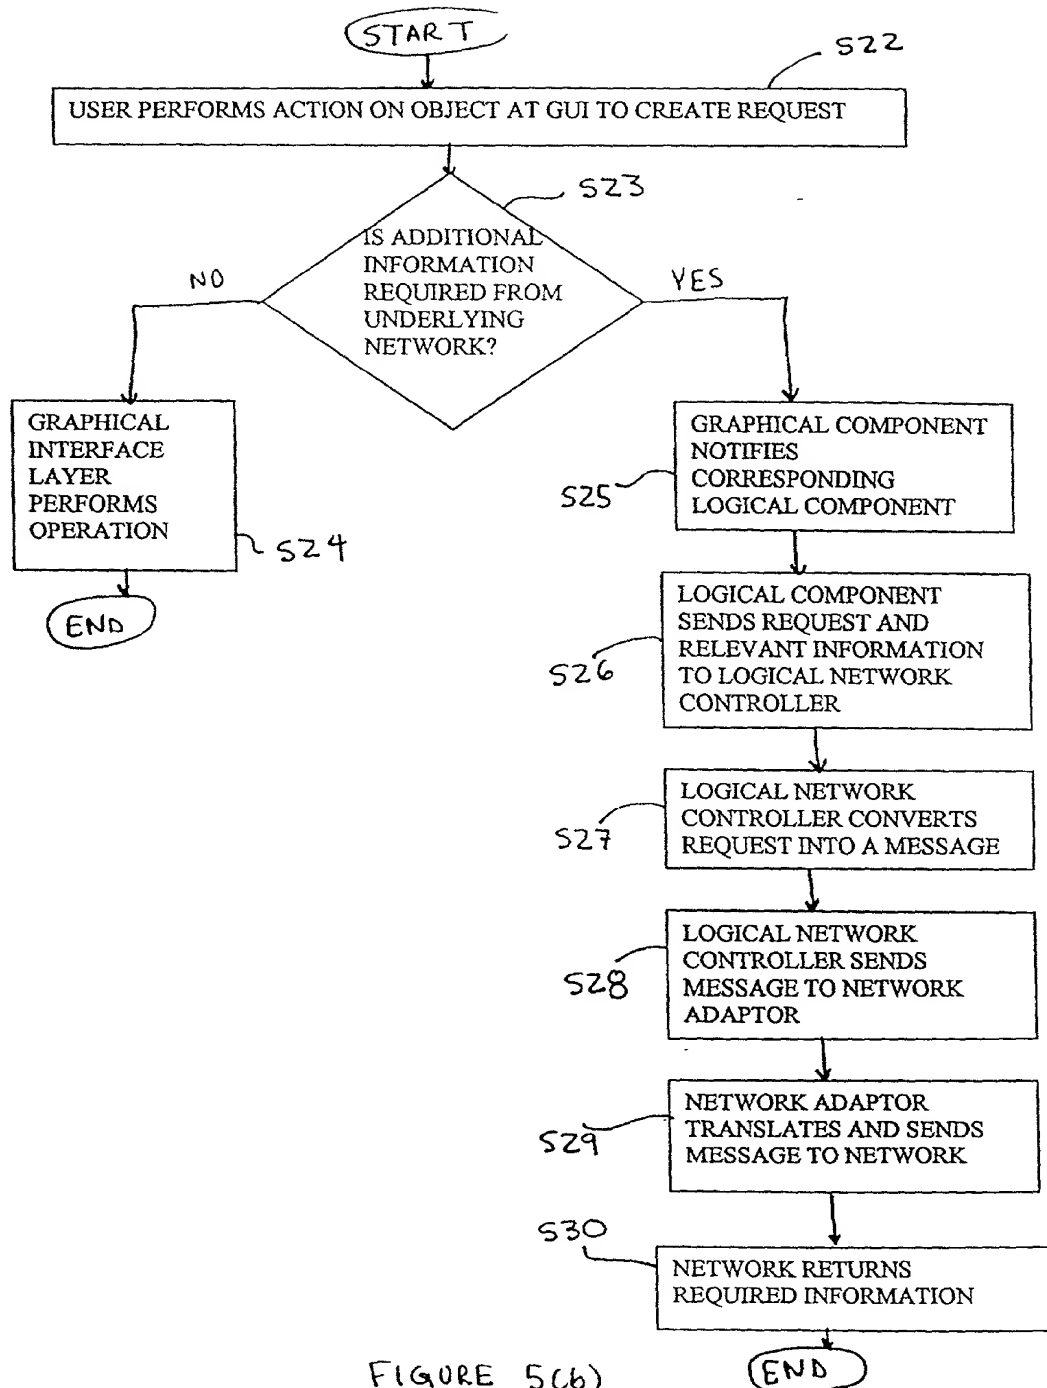 START
S22
USER PERFORMS ACTION ON OBJECT AT GUI TO CREATE REQUEST
S23
IS ADDITIONAL
INFORMATION
REQUIRED FROM
UNDERLYING
NETWORK?
NO
YES
GRAPHICAL
INTERFACE
LAYER
PERFORMS
OPERATION
S24
END
GRAPHICAL COMPONENT
NOTIFIES
CORRESPONDING
LOGICAL COMPONENT
S25
LOGICAL COMPONENT
SENDS REQUEST AND
RELEVANT INFORMATION
TO LOGICAL NETWORK
CONTROLLER
S26
LOGICAL NETWORK
CONTROLLER CONVERTS
REQUEST INTO A MESSAGE
S27
LOGICAL NETWORK
CONTROLLER SENDS
MESSAGE TO NETWORK
ADAPTOR
S28
NETWORK ADAPTOR
TRANSLATES AND SENDS
MESSAGE TO NETWORK
S29
S30
NETWORK RETURNS
REQUIRED INFORMATION
END
FIGURE 5(b)